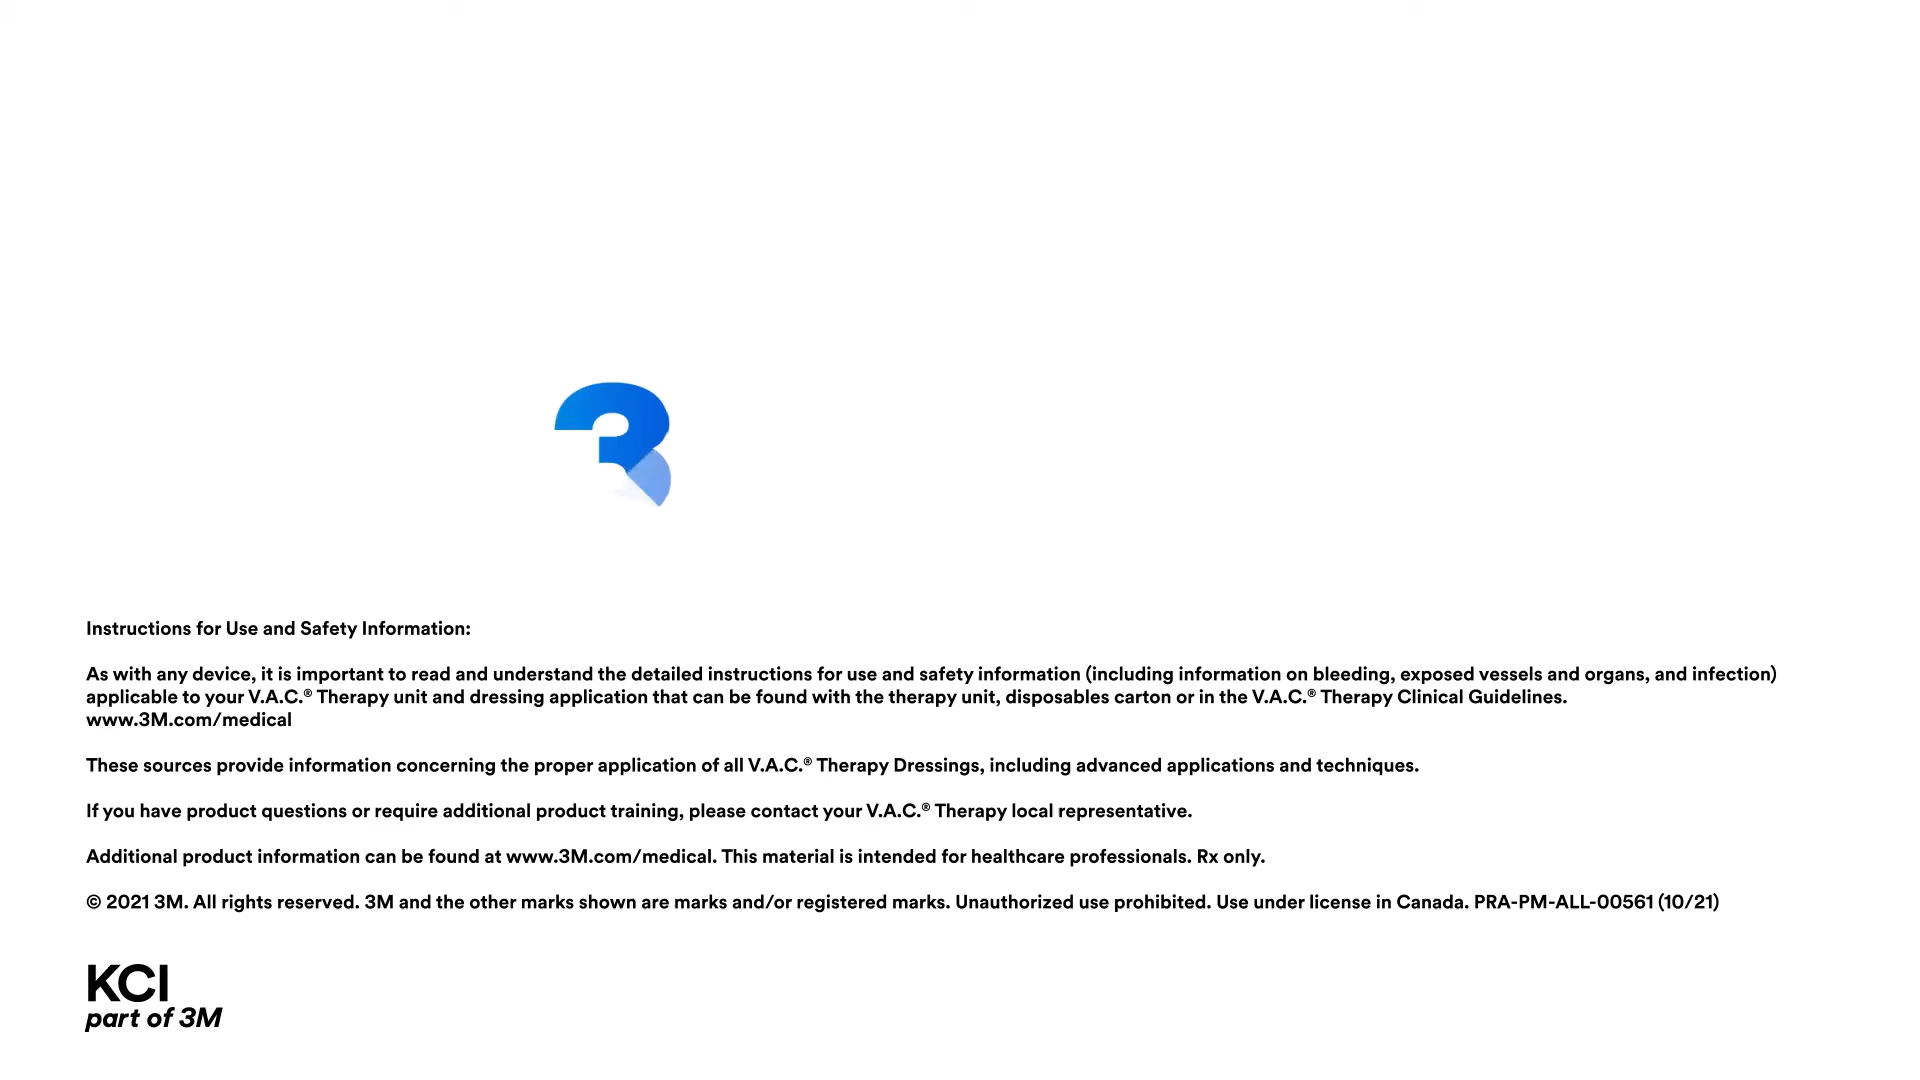 3
Instructions for Use and Safety Information:
As with any device, it is important to read and understand the detailed instructions for use and safety information (including information on bleeding, exposed vessels and organs, and infection)
applicable to your V.A.C.® Therapy unit and dressing application that can be found with the therapy unit, disposables carton or in the V.A.C.® Therapy Clinical Guidelines.
www.3M.com/medical
These sources provide information concerning the proper application of all V.A.C.® Therapy Dressings, including advanced applications and techniques.
If you have product questions or require additional product training, please contact your V.A.C.® Therapy local representative.
Additional product information can be found at www.3M.com/medical. This material is intended for healthcare professionals. Rx only.
© 2021 3M. All rights reserved. 3M and the other marks shown are marks and/or registered marks. Unauthorized use prohibited. Use under license in Canada. PRA-PM-ALL-00561 (10/21)
KCI
part of 3M